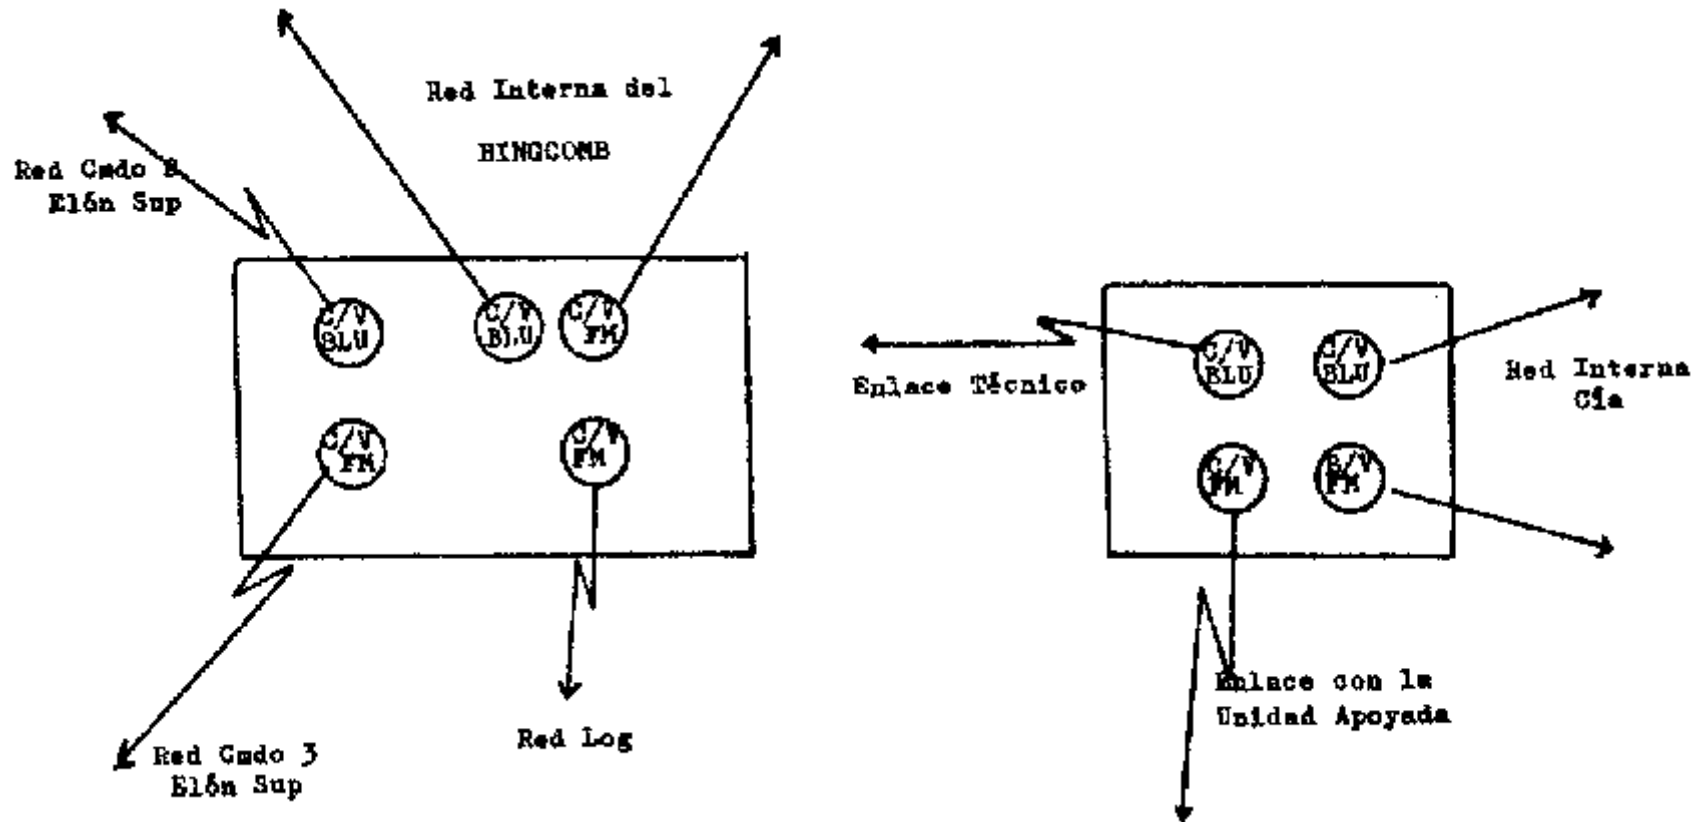 Red Interna del
BINGCOMB
Red Cmdo 2
Elón Sup
C/V
BLU
C/V
BLU
C/V
FM
C/V
FM
C/V
FM
Red Cmdo 3
Elón Sup
Red Log
Enlace Técnico
C/V
BLU
C/V
BLU
Red Interna
Cía
C/V
FM
C/V
FM
Enlace con la
Unidad Apoyada